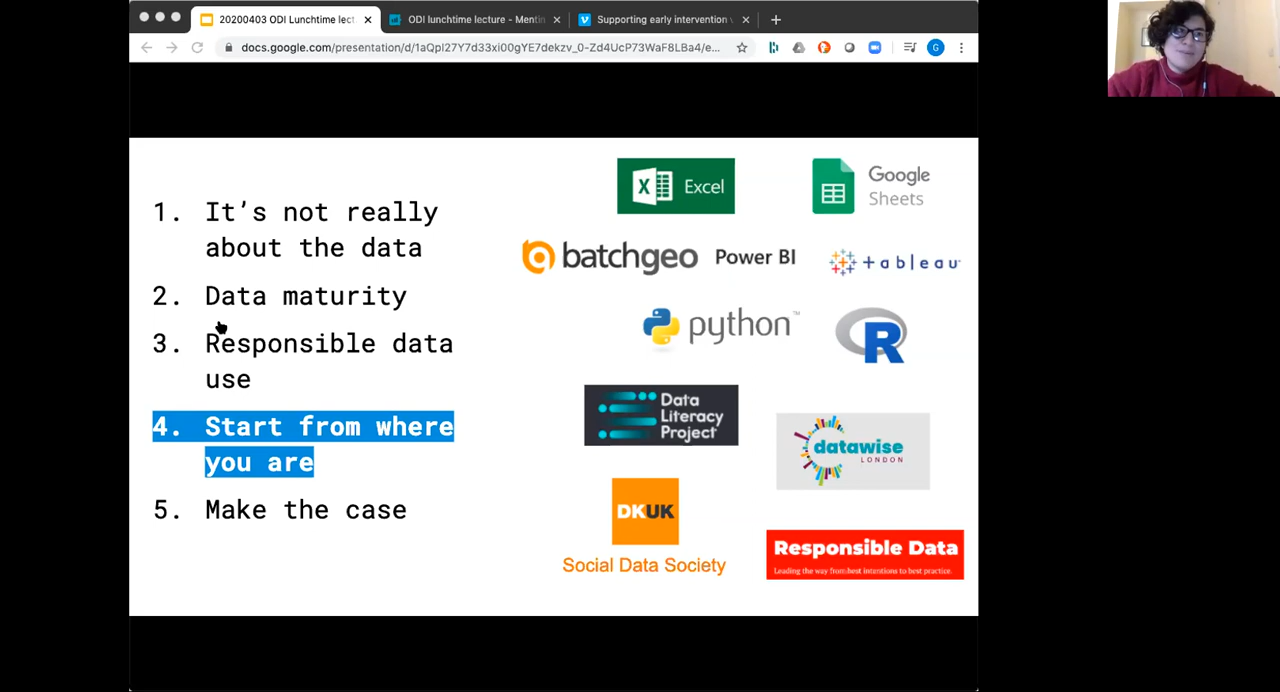 20200403 ODI Lunchtime lect
ODI lunchtime lecture - Mentin
Supporting early intervention
docs.google.com/presentation/d/1aQpI27Y7d33xi00gYE7dekzv_0-Zd4UcP73WaF8LBa4/e...
G
1. It's not really
about the data
2. Data maturity
3. Responsible data
use
4. Start from where
you are
5. Make the case
X Excel
Google
Sheets
batchgeo Power BI
+ableau
python™
R
Data
Literacy
Project
datawise
LONDON
DKUK
Social Data Society
Responsible Data
Leading the way from best intentions to best practice.